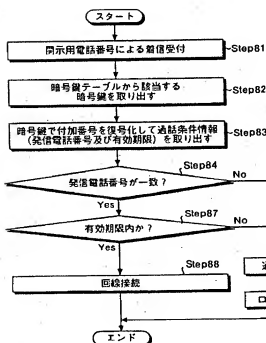 スタート
開示用電話番号による着信受付
Step81
暗号鍵テーブルから該当する
暗号鍵を取り出す
Step82
暗号鍵で付加番号を復号化して通話条件情報
(発信電話番号及び有効期限)を取り出す
Step83
Step84
発信電話番号が一致?
No
Yes
Step87
有効期限内か?
No
Yes
Step88
回線接続
エンド